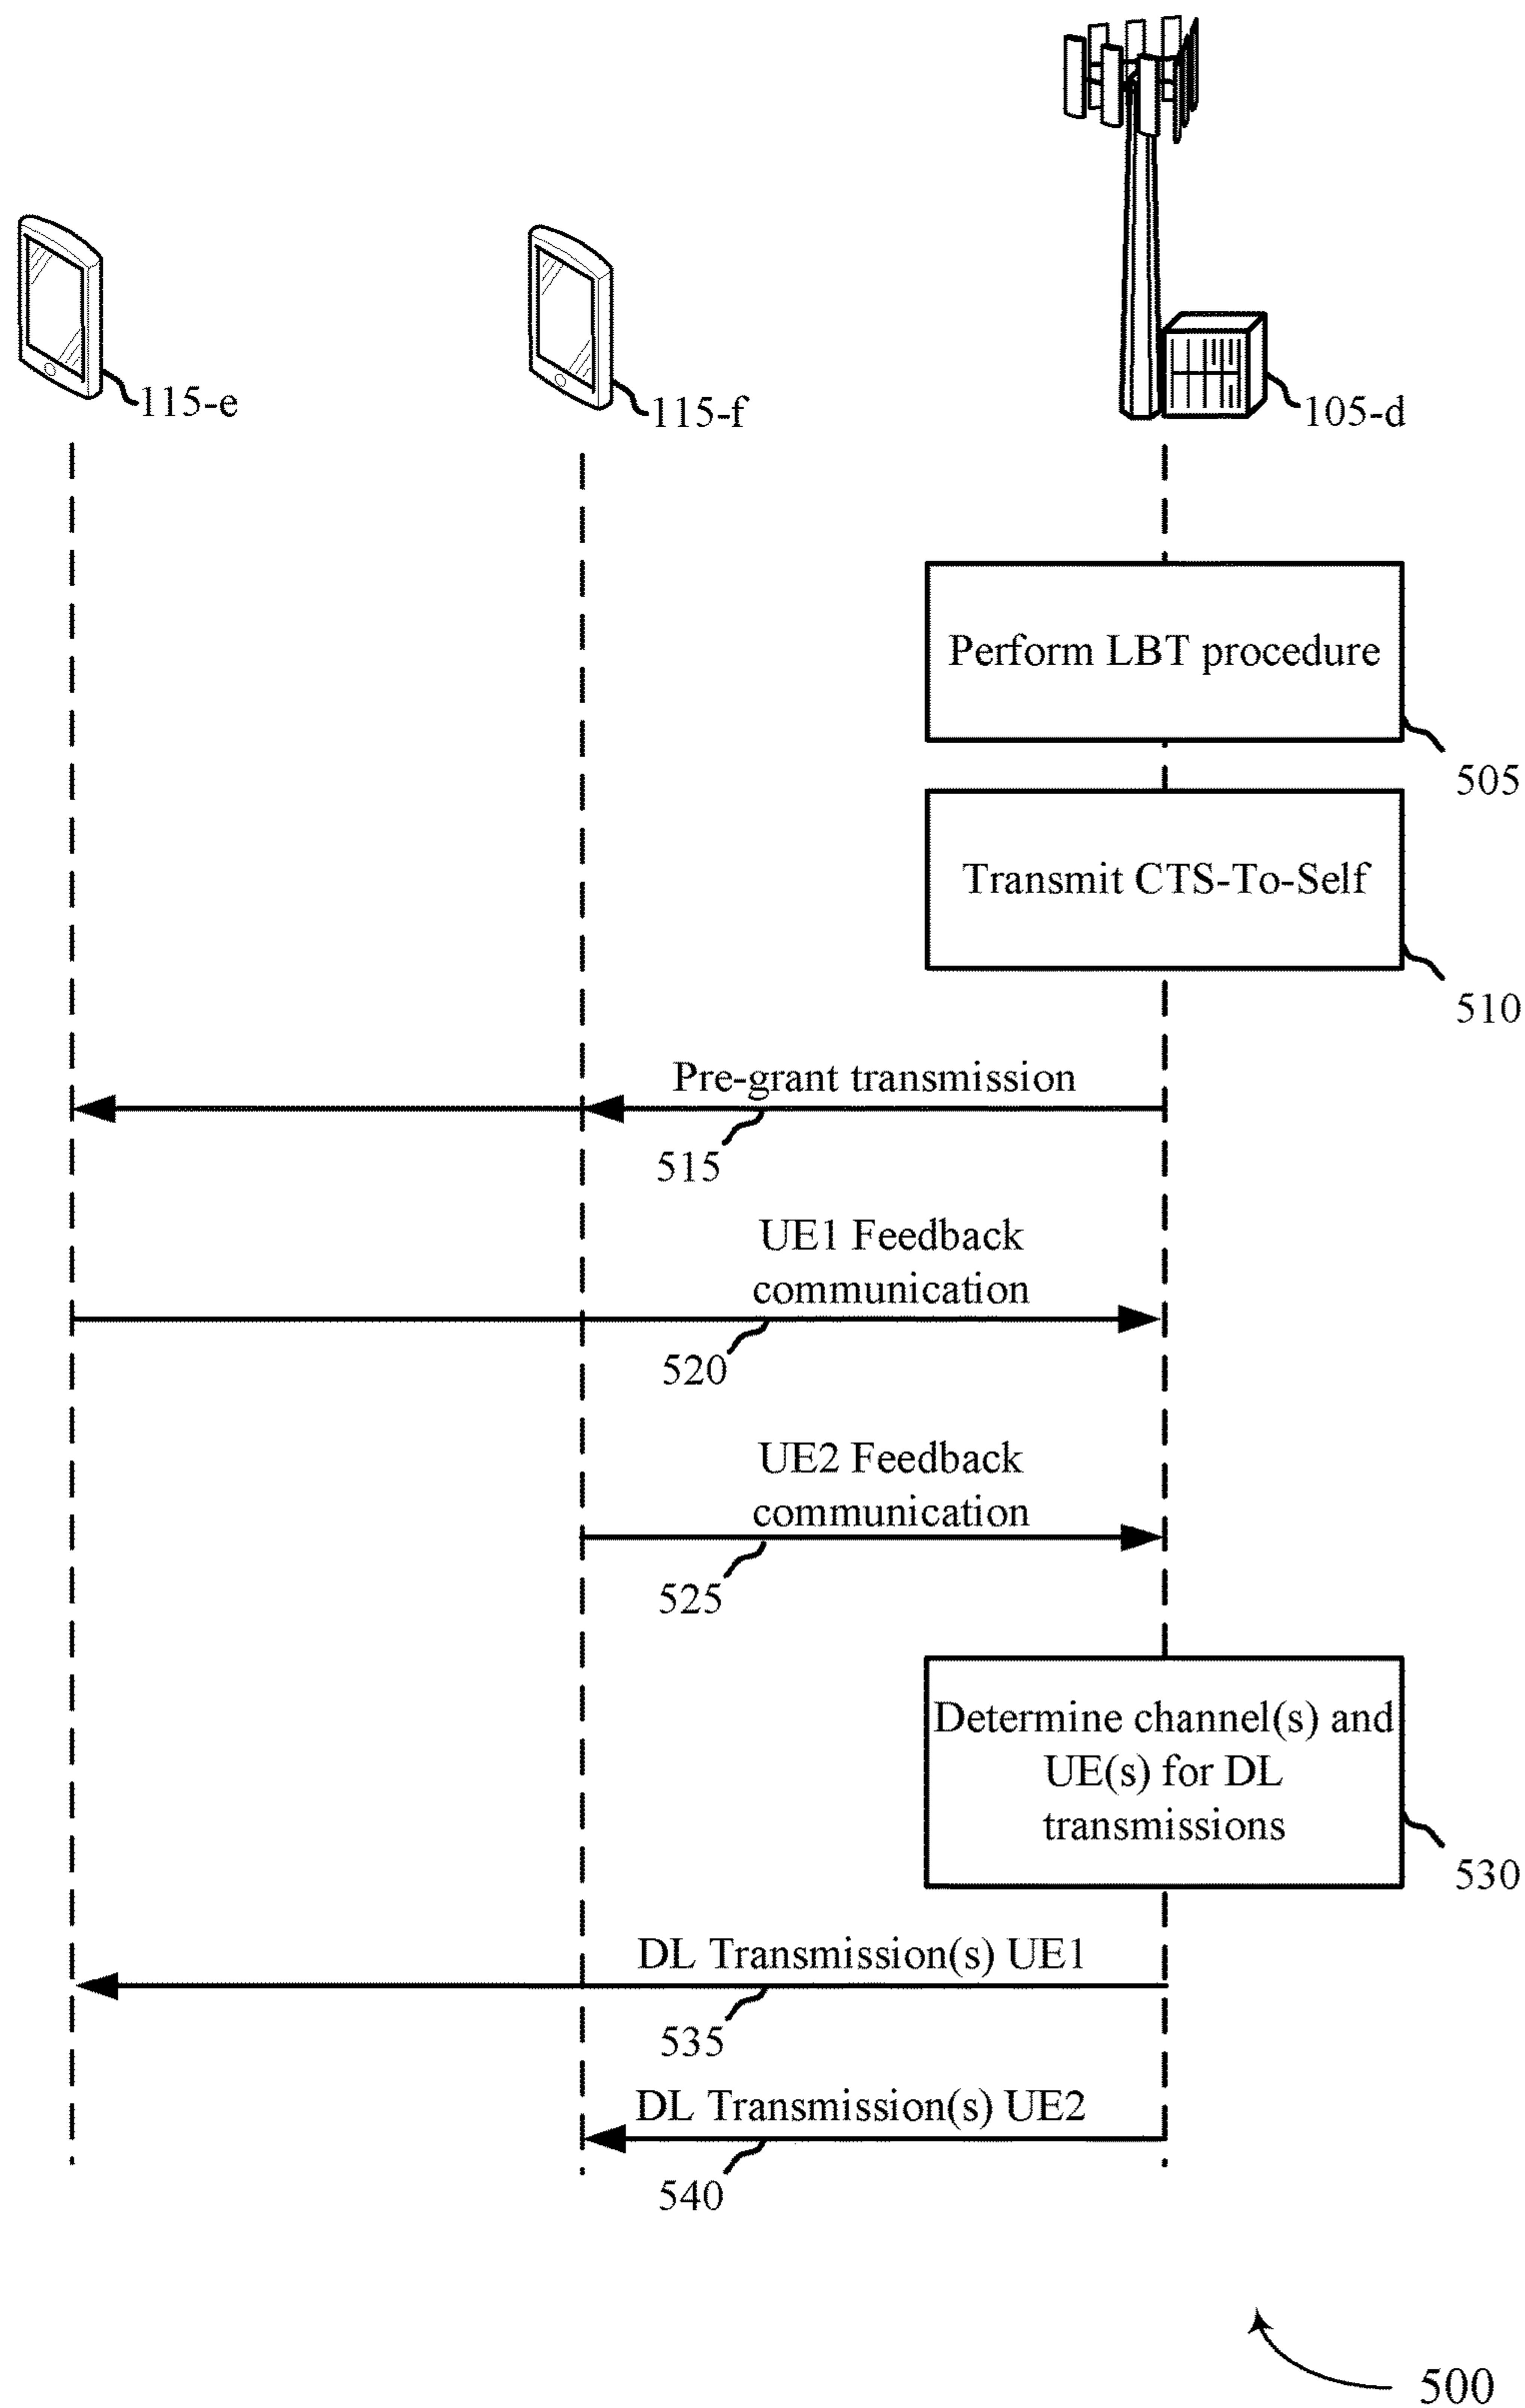 115-e
115-f
105-d
Perform LBT procedure
505
Transmit CTS-To-Self
510
Pre-grant transmission
515
UE1 Feedback
communication
520
UE2 Feedback
communication
525
Determine channel(s) and
UE(s) for DL
transmissions
530
DL Transmission(s) UE1
535
DL Transmission(s) UE2
540
500